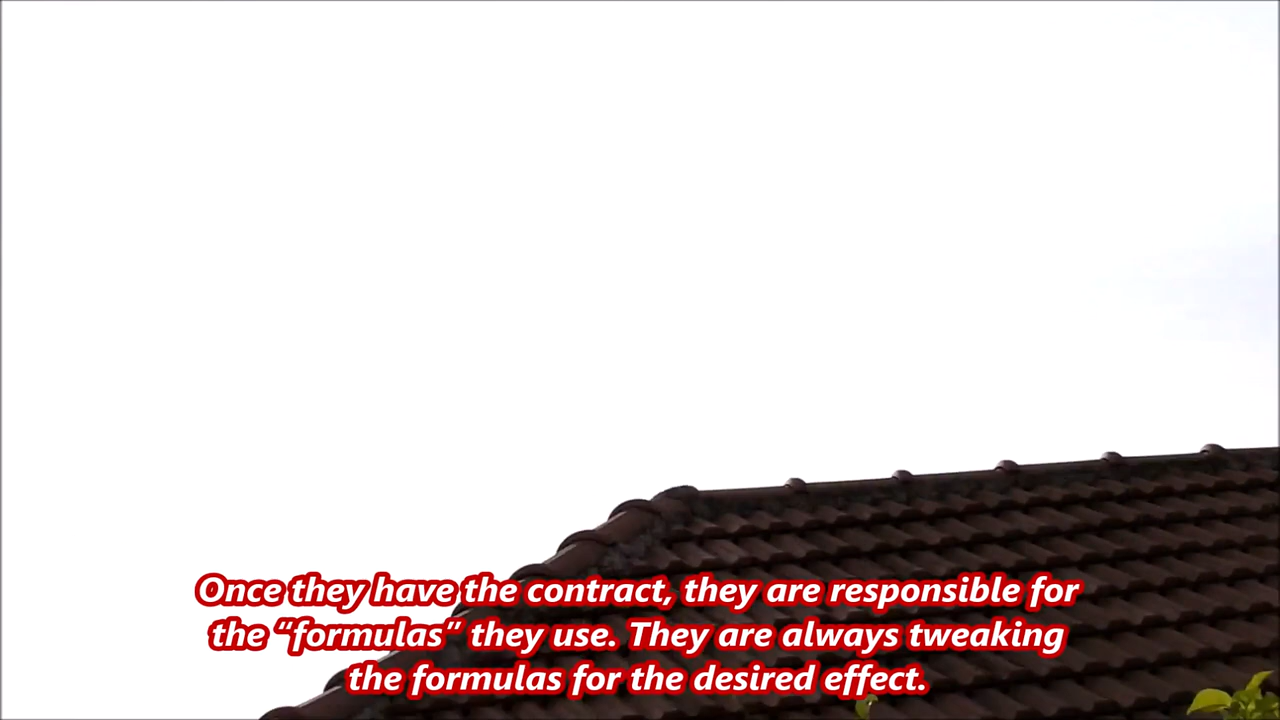 Once they have the contract, they are responsible for
the “formulas” they use. They are always tweaking
the formulas for the desired effect.